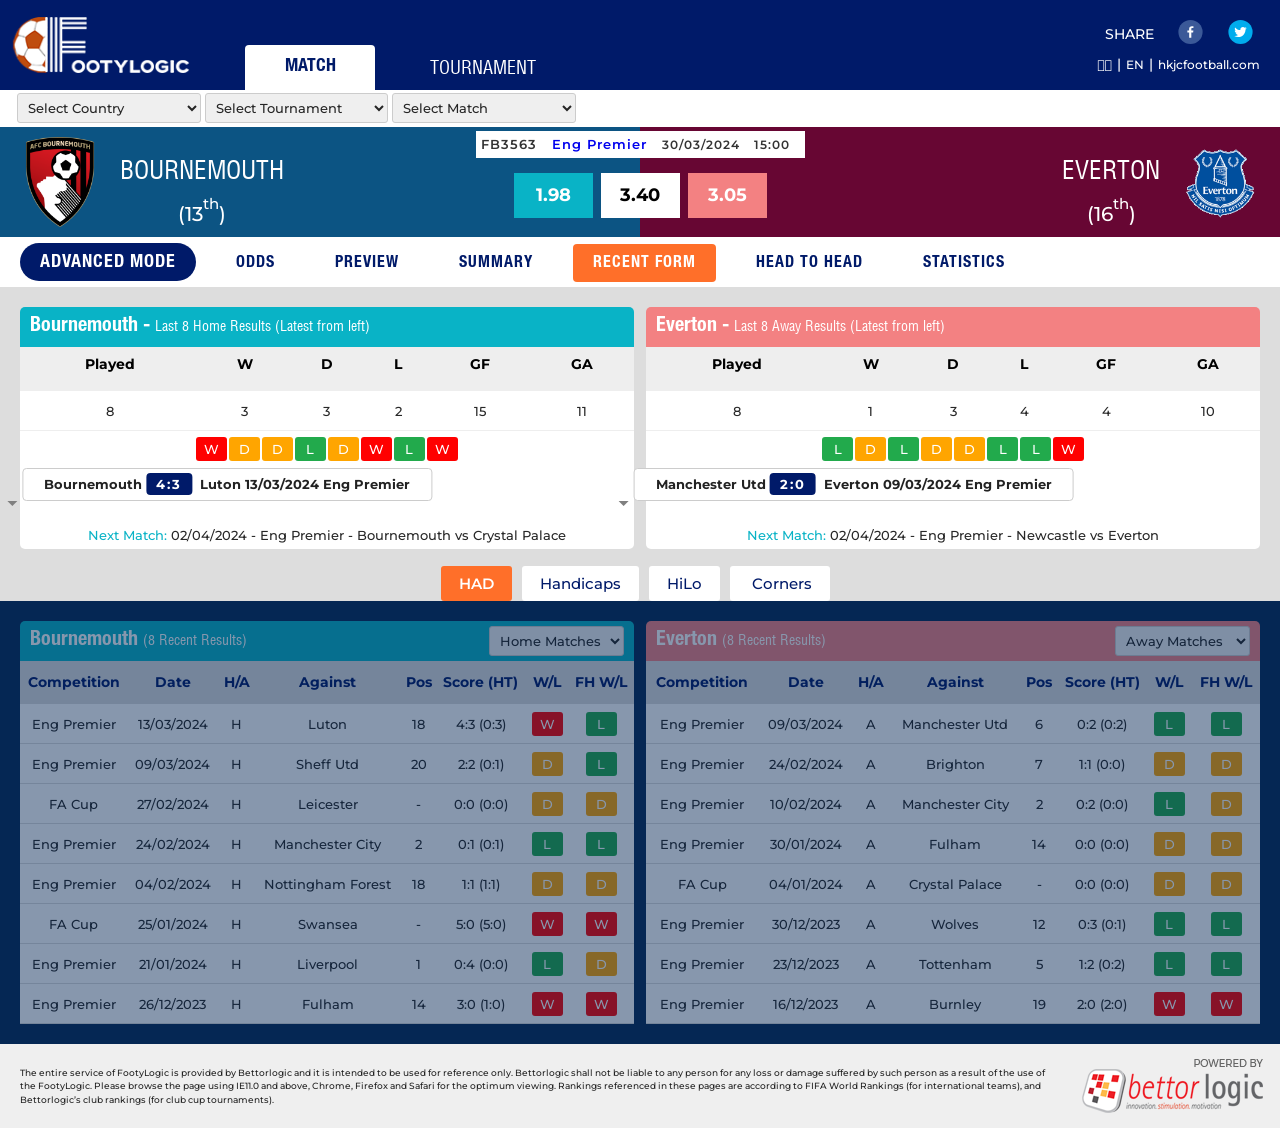 FOOTYLOGIC
MATCH
TOURNAMENT
SHARE
| EN | hkjcfootball.com
Select Country Select Tournament Select Match
FB3563 Eng Premier 30/03/2024 15:00
BOURNEMOUTH
(13th)
1.98 3.40 3.05
EVERTON
(16th)
ADVANCED MODE ODDS PREVIEW SUMMARY RECENT FORM HEAD TO HEAD STATISTICS
Bournemouth - Last 8 Home Results (Latest from left)
Played W D L GF GA
8 3 3 2 15 11
W D D L D W L W
Bournemouth 4:3 Luton 13/03/2024 Eng Premier
Next Match: 02/04/2024 - Eng Premier - Bournemouth vs Crystal Palace
Everton - Last 8 Away Results (Latest from left)
Played W D L GF GA
8 1 3 4 4 10
L D L D D L L W
Manchester Utd 2:0 Everton 09/03/2024 Eng Premier
Next Match: 02/04/2024 - Eng Premier - Newcastle vs Everton
HAD Handicaps HiLo Corners
Bournemouth (8 Recent Results) Home Matches
Competition Date H/A Against Pos Score (HT) W/L FH W/L
Eng Premier 13/03/2024 H Luton 18 4:3 (0:3) W L
Eng Premier 09/03/2024 H Sheff Utd 20 2:2 (0:1) D L
FA Cup 27/02/2024 H Leicester - 0:0 (0:0) D D
Eng Premier 24/02/2024 H Manchester City 2 0:1 (0:1) L L
Eng Premier 04/02/2024 H Nottingham Forest 18 1:1 (1:1) D D
FA Cup 25/01/2024 H Swansea - 5:0 (5:0) W W
Eng Premier 21/01/2024 H Liverpool 1 0:4 (0:0) L D
Eng Premier 26/12/2023 H Fulham 14 3:0 (1:0) W W
Everton (8 Recent Results) Away Matches
Competition Date H/A Against Pos Score (HT) W/L FH W/L
Eng Premier 09/03/2024 A Manchester Utd 6 0:2 (0:2) L L
Eng Premier 24/02/2024 A Brighton 7 1:1 (0:0) D D
Eng Premier 10/02/2024 A Manchester City 2 0:2 (0:0) L D
Eng Premier 30/01/2024 A Fulham 14 0:0 (0:0) D D
FA Cup 04/01/2024 A Crystal Palace - 0:0 (0:0) D D
Eng Premier 30/12/2023 A Wolves 12 0:3 (0:1) L L
Eng Premier 23/12/2023 A Tottenham 5 1:2 (0:2) L L
Eng Premier 16/12/2023 A Burnley 19 2:0 (2:0) W W
The entire service of FootyLogic is provided by Bettorlogic and it is intended to be used for reference only. Bettorlogic shall not be liable to any person for any loss or damage suffered by such person as a result of the use of
the FootyLogic. Please browse the page using IE11.0 and above, Chrome, Firefox and Safari for the optimum viewing. Rankings referenced in these pages are according to FIFA World Rankings (for international teams), and
Bettorlogic's club rankings (for club cup tournaments).
POWERED BY
bettor logic
innovation.stimulation.motivation